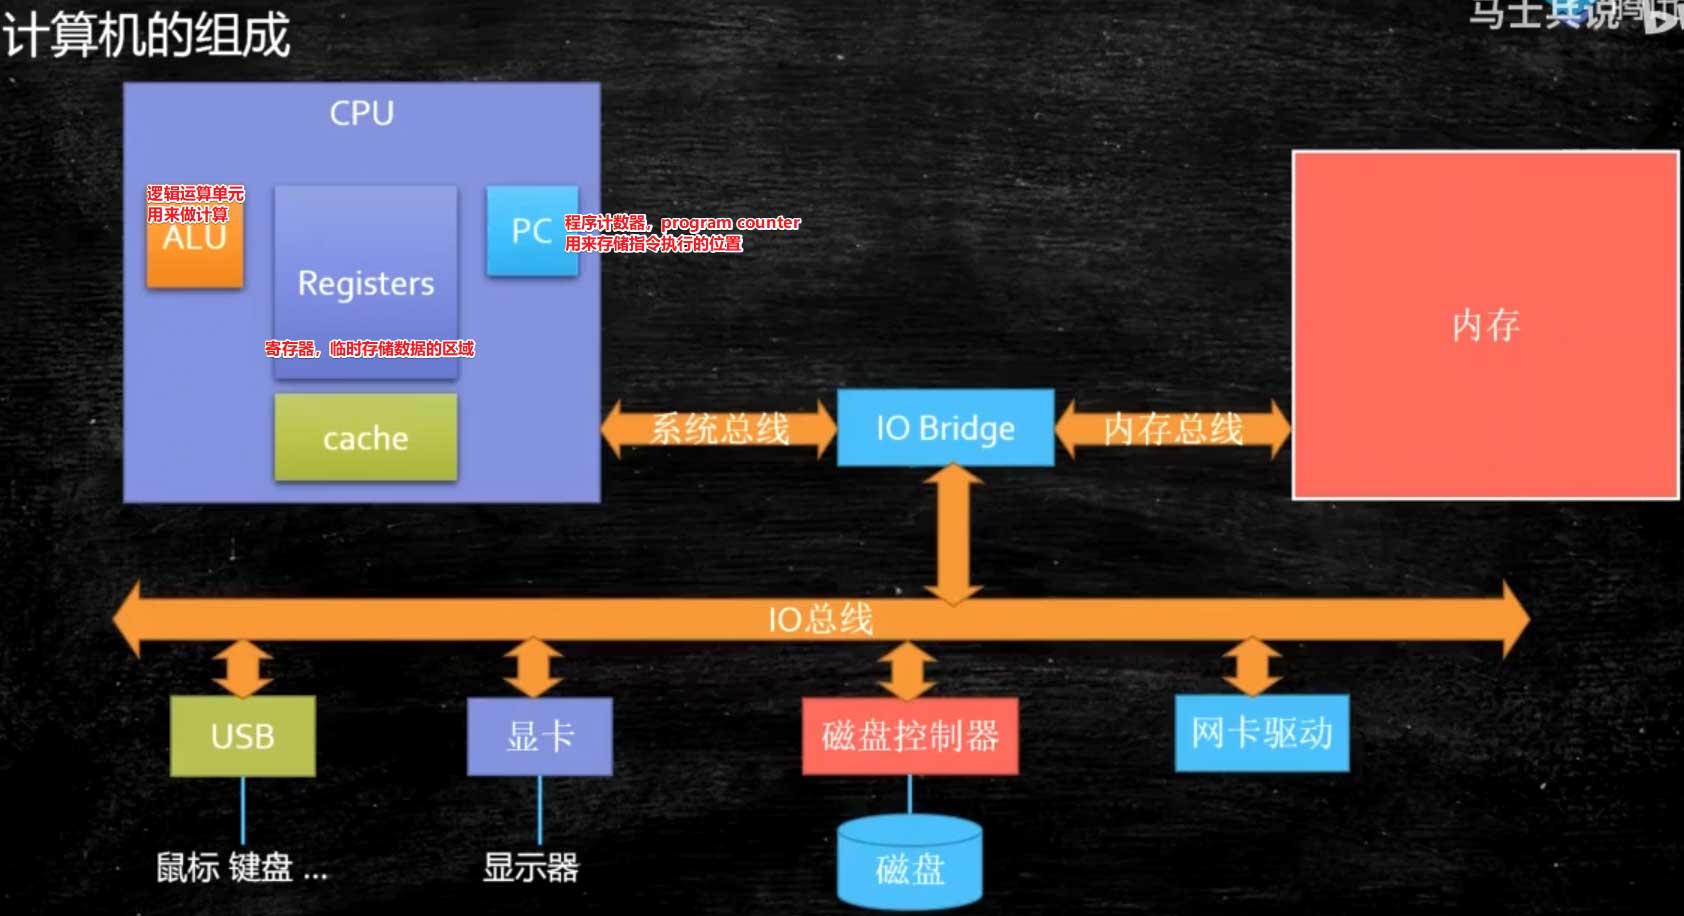 计算机的组成
马士兵说
CPU
逻辑运算单元
用来做计算
ALU
Registers
寄存器，临时存储数据的区域
PC
程序计数器，program counter
用来存储指令执行的位置
cache
系统总线
IO Bridge
内存总线
内存
IO总线
USB
显卡
磁盘控制器
网卡驱动
鼠标 键盘 ...
显示器
磁盘